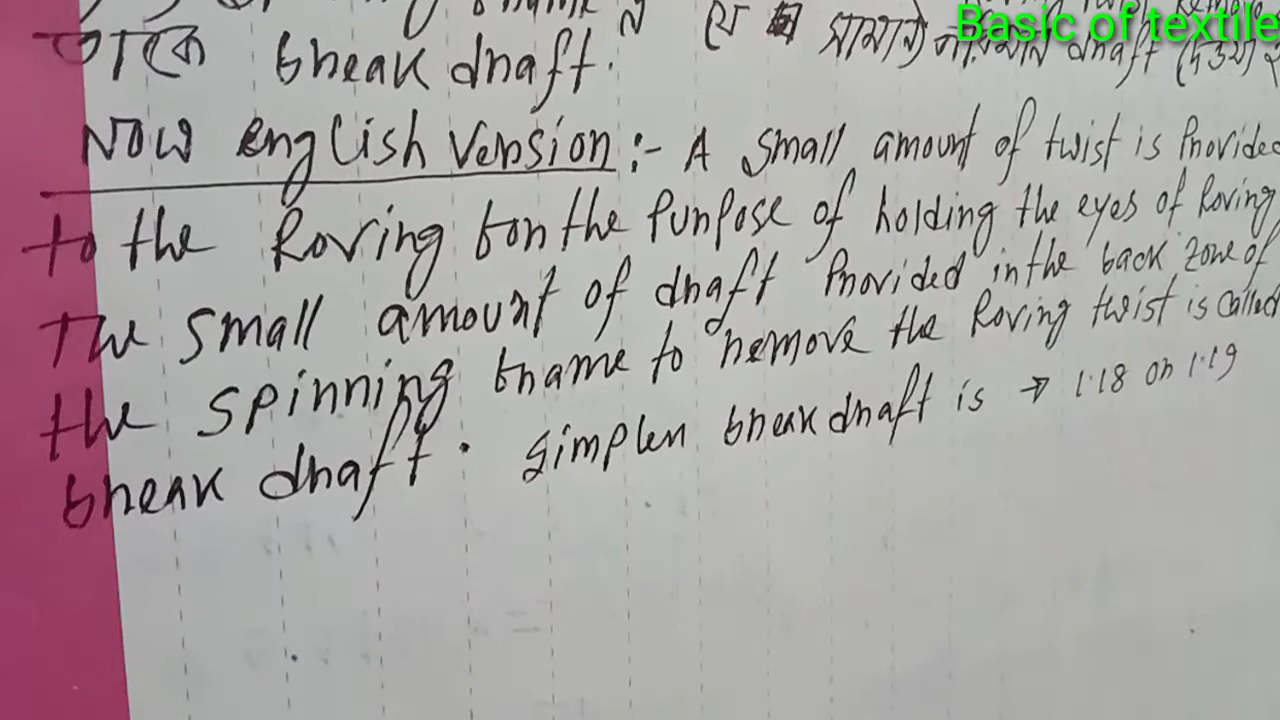 Basic of textile
তাকে break draft.
Now english version :- A small amount of twist is Provided
to the Roving for the Purpose of holding the eyes of Roving
The small amount of draft Provided in the back zone of
the spinning frame to remove the Roving twist is called
break draft. Simplex break draft is → 1.18 on 1.19